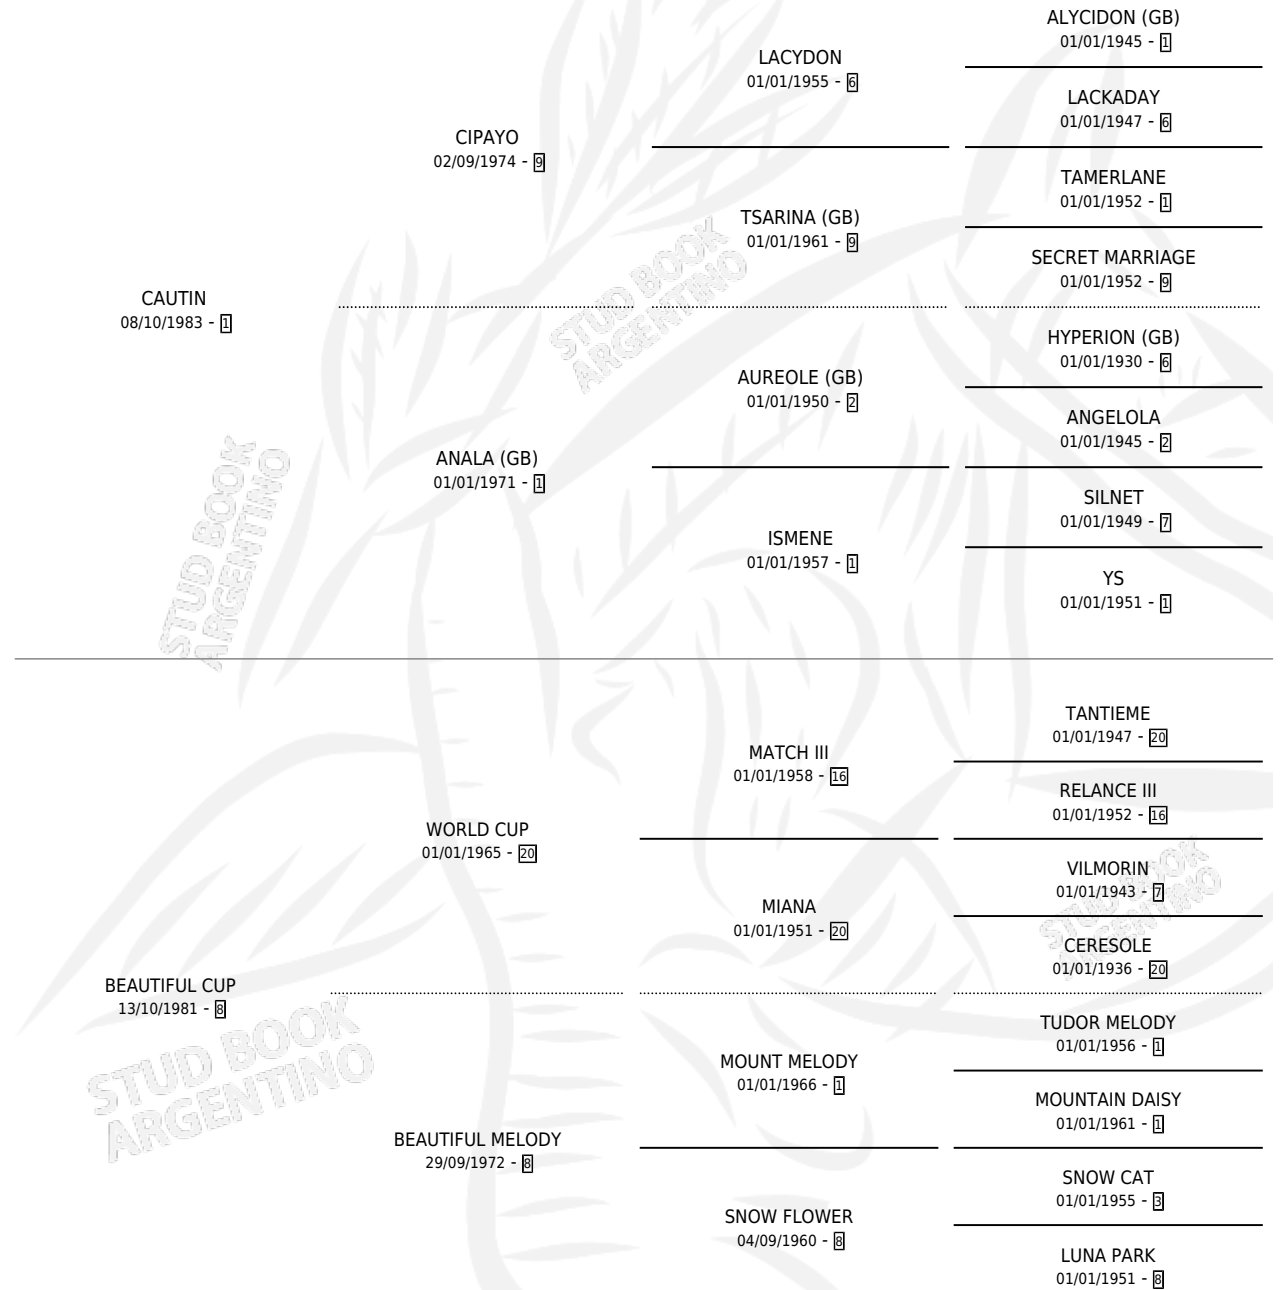 ALYCIDON (GB)
01/01/1945 - 1
LACYDON
01/01/1955 - 6
LACKADAY
01/01/1947 - 6
CIPAYO
02/09/1974 - 9
TAMERLANE
01/01/1952 - 1
TSARINA (GB)
01/01/1961 - 9
SECRET MARRIAGE
01/01/1952 - 9
CAUTIN
08/10/1983 - 1
STUD BOOK
ARGENTINO
HYPERION (GB)
01/01/1930 - 6
AUREOLE (GB)
01/01/1950 - 2
ANGELOLA
01/01/1945 - 2
ANALA (GB)
01/01/1971 - 1
SILNET
01/01/1949 - 7
ISMENE
01/01/1957 - 1
YS
01/01/1951 - 1
STUD BOOK
ARGENTINO
TANTIEME
01/01/1947 - 20
MATCH III
01/01/1958 - 16
RELANCE III
01/01/1952 - 16
WORLD CUP
01/01/1965 - 20
VILMORIN
01/01/1943 - 7
MIANA
01/01/1951 - 20
STUD BOOK
ARGENTINO
CERESOLE
01/01/1936 - 20
BEAUTIFUL CUP
13/10/1981 - 8
STUD BOOK
ARGENTINO
TUDOR MELODY
01/01/1956 - 1
MOUNT MELODY
01/01/1966 - 1
MOUNTAIN DAISY
01/01/1961 - 1
BEAUTIFUL MELODY
29/09/1972 - 8
SNOW CAT
01/01/1955 - 3
SNOW FLOWER
04/09/1960 - 8
LUNA PARK
01/01/1951 - 8